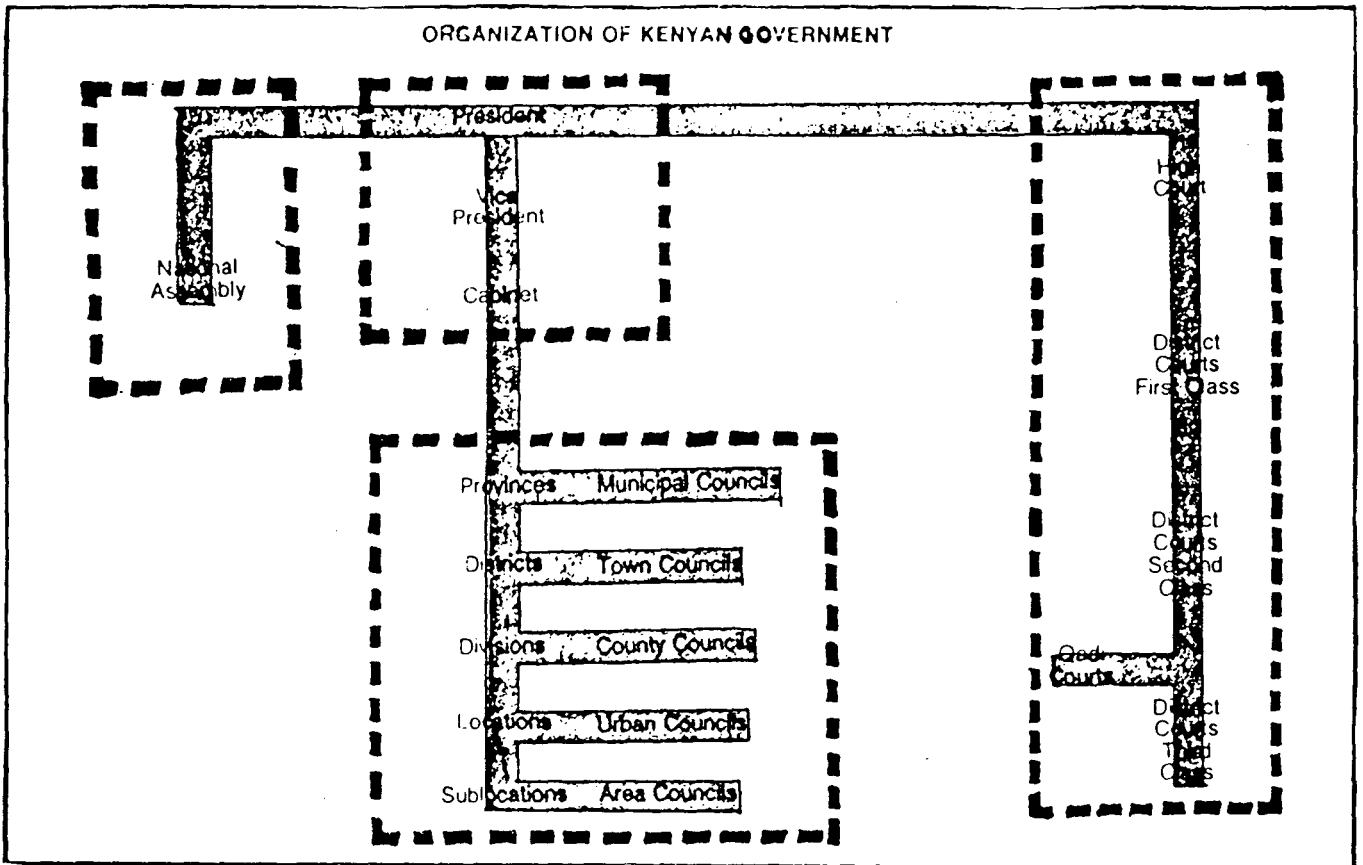 ORGANIZATION OF KENYAN GOVERNMENT
President
Vice
President
Cabinet
National
Assembly
High
Court
District
Courts
First Class
District
Courts
Second
Class
Qadi
Courts
District
Courts
Third
Class
Provinces Municipal Councils
Districts Town Councils
Divisions County Councils
Locations Urban Councils
Sublocations Area Councils